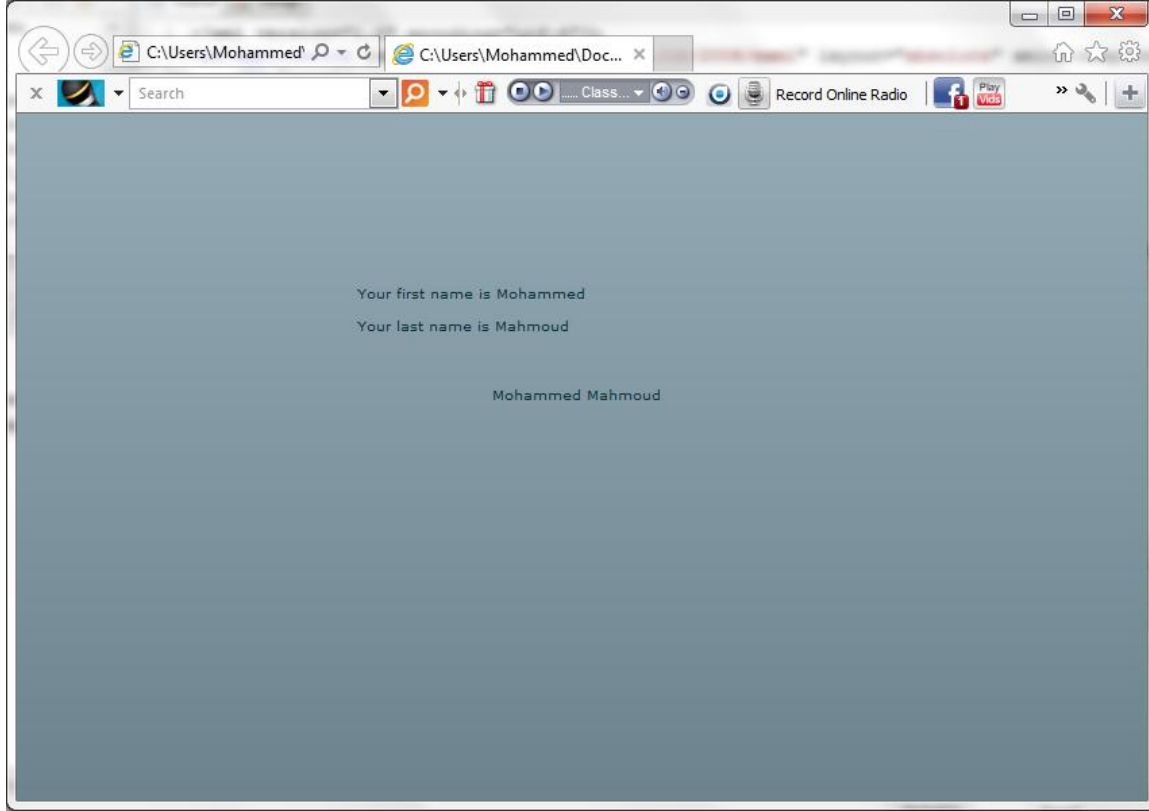 C:\Users\Mohammed'
C:\Users\Mohammed\Doc...
Search
..... Class...
Record Online Radio
1
Play
Vids
Your first name is Mohammed
Your last name is Mahmoud
Mohammed Mahmoud